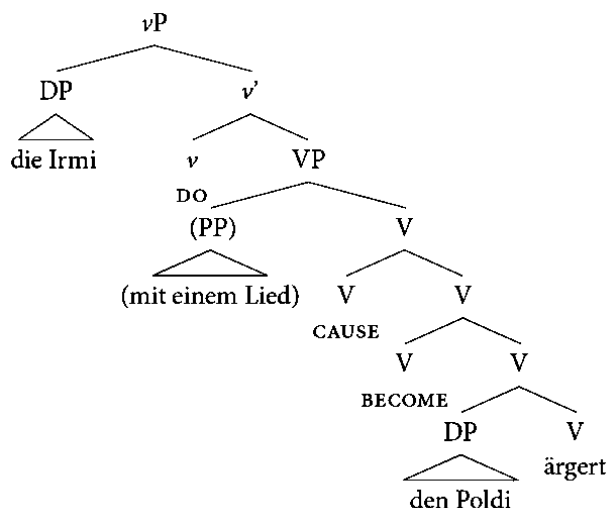 vP
DP v'
die Irmi v VP
DO
(PP) V
(mit einem Lied) V V
CAUSE V V
BECOME DP V
den Poldi ärgert